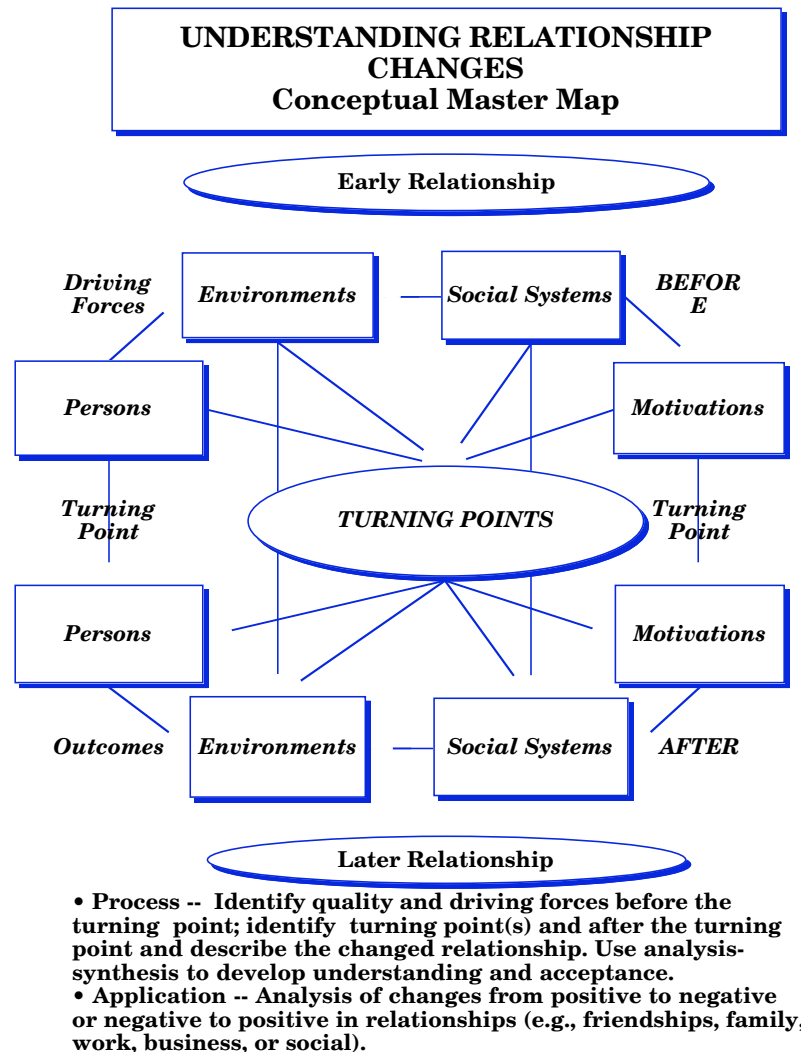 UNDERSTANDING RELATIONSHIP
CHANGES
Conceptual Master Map
Early Relationship
Driving
Forces
Environments
Social Systems
BEFOR
E
Persons
Motivations
Turning
Point
TURNING POINTS
Turning
Point
Persons
Motivations
Outcomes
Environments
Social Systems
AFTER
Later Relationship
• Process -- Identify quality and driving forces before the
turning point; identify turning point(s) and after the turning
point and describe the changed relationship. Use analysis-
synthesis to develop understanding and acceptance.
• Application -- Analysis of changes from positive to negative
or negative to positive in relationships (e.g., friendships, family,
work, business, or social).